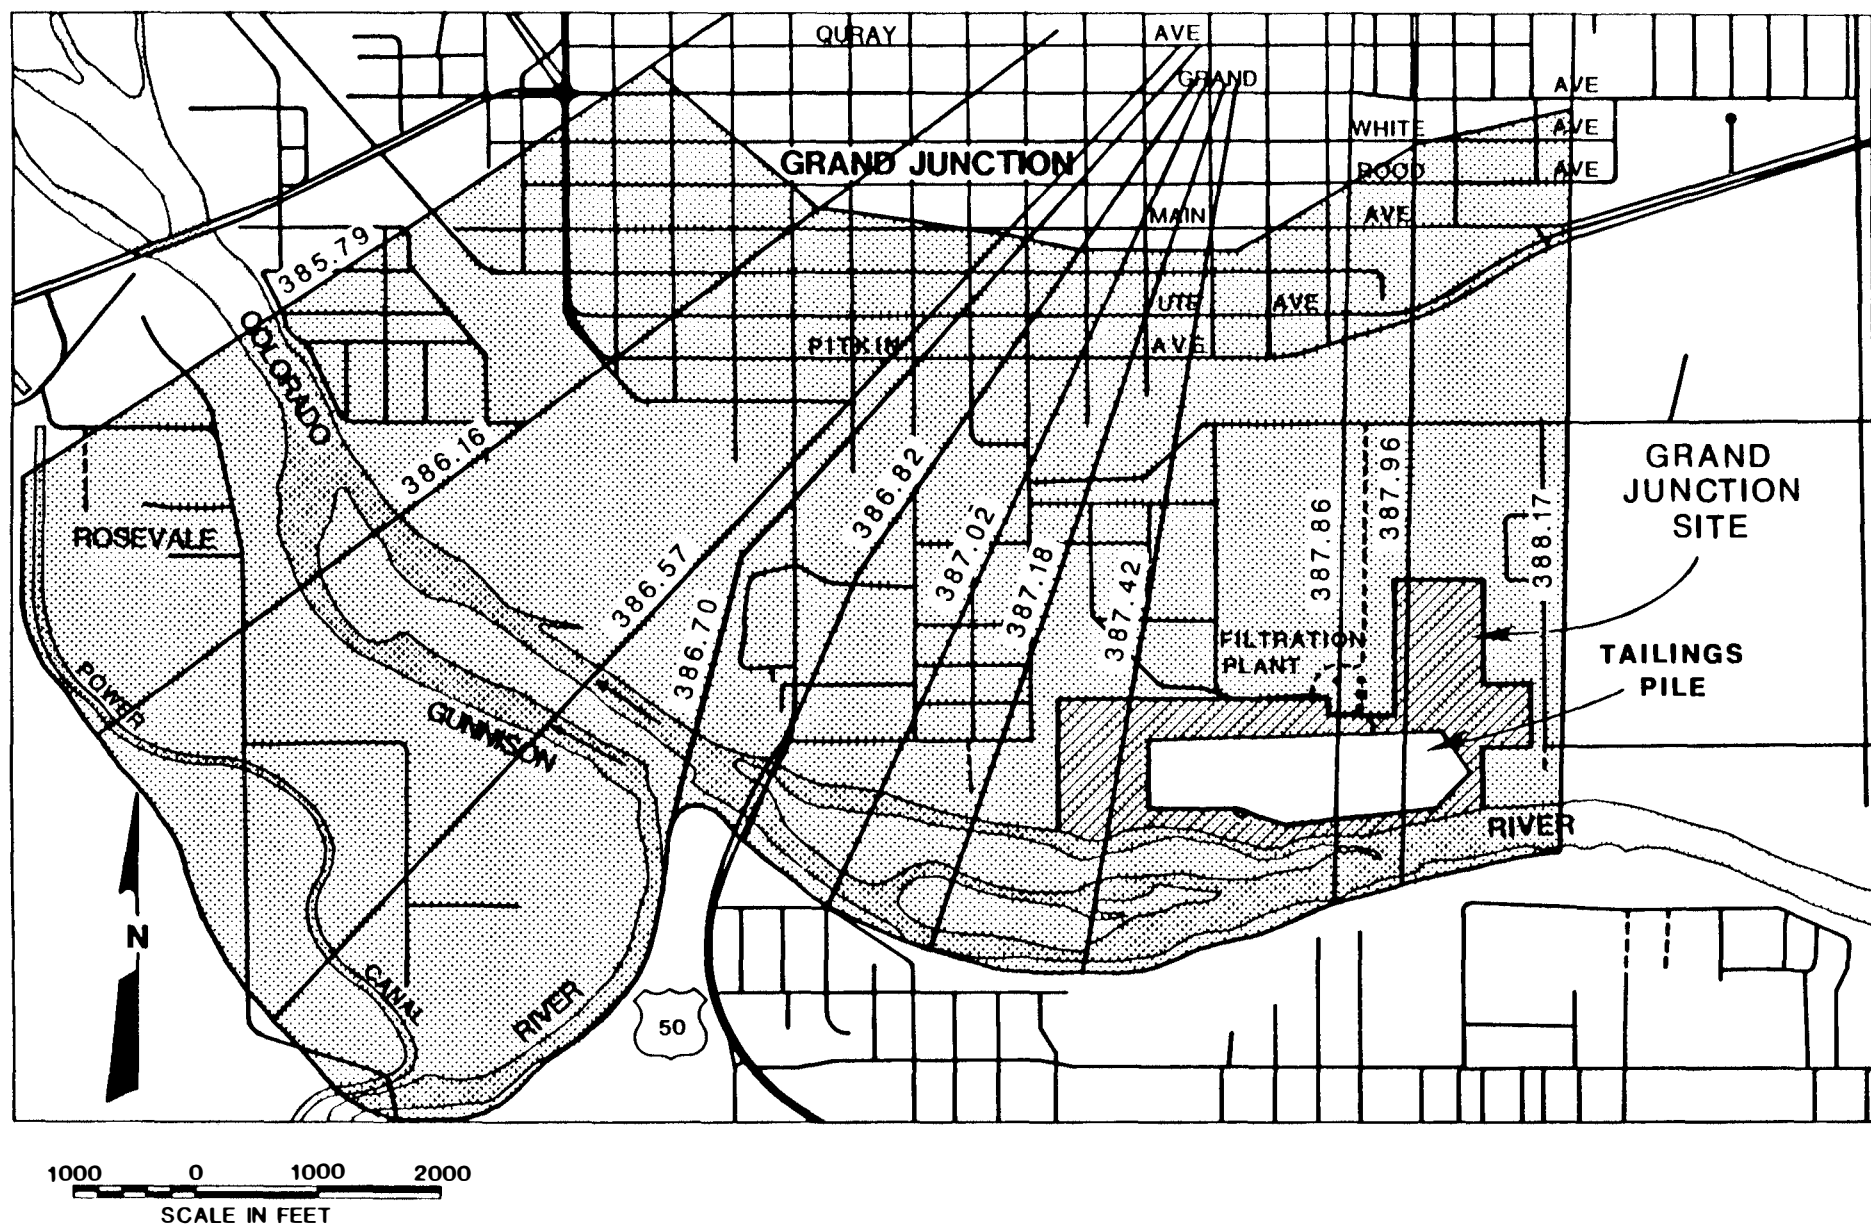 QURAY AVE
GRAND AVE
WHITE AVE
GRAND JUNCTION
ROOD AVE
MAIN AVE
385.79
UTE AVE
PITKIN AVE
COLORADO
386.16
386.82
387.96
GRAND
JUNCTION
SITE
387.86
388.17
387.02
ROSEVALE
386.57
387.18
387.42
386.70
FILTRATION
PLANT
TAILINGS
PILE
POWER
GUNNISON
RIVER
N
CANAL
RIVER
50
1000 0 1000 2000
SCALE IN FEET